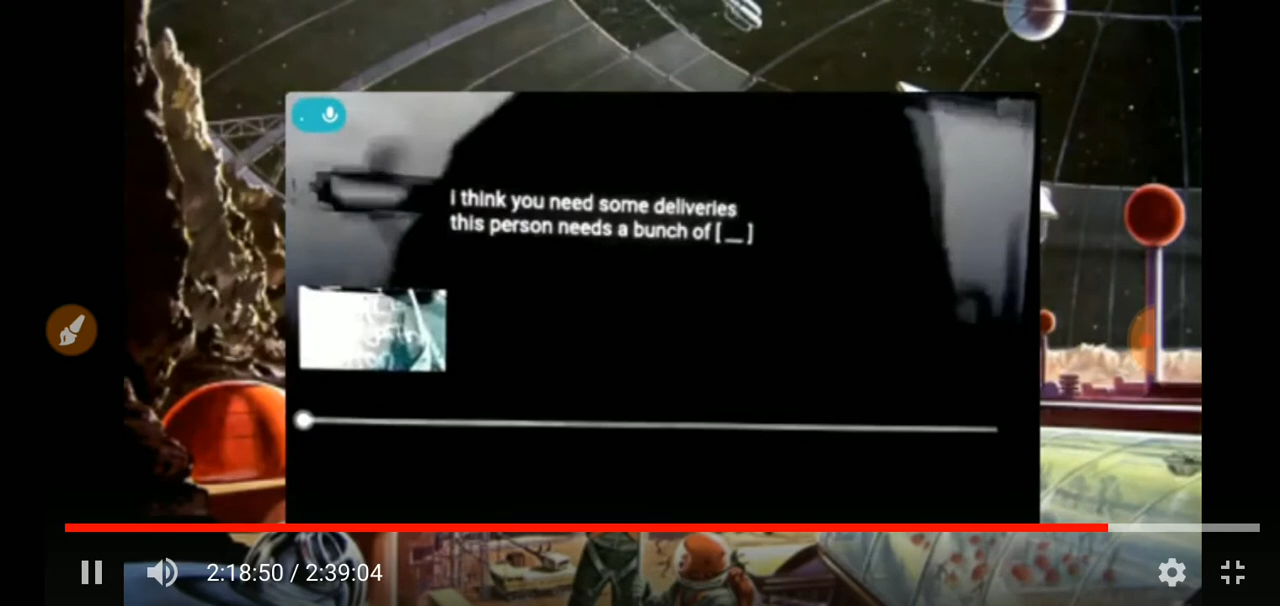 I think you need some deliveries
this person needs a bunch of [ __ ]
2:18:50 / 2:39:04